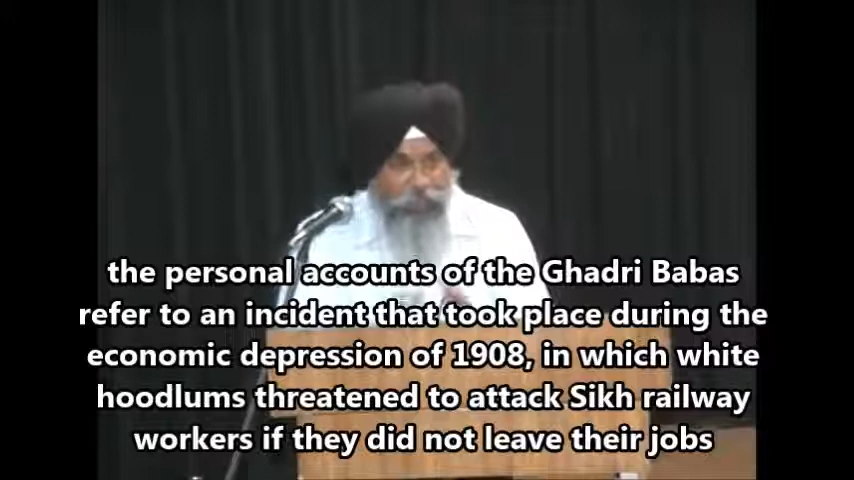 the personal accounts of the Ghadri Babas
refer to an incident that took place during the
economic depression of 1908, in which white
hoodlums threatened to attack Sikh railway
workers if they did not leave their jobs